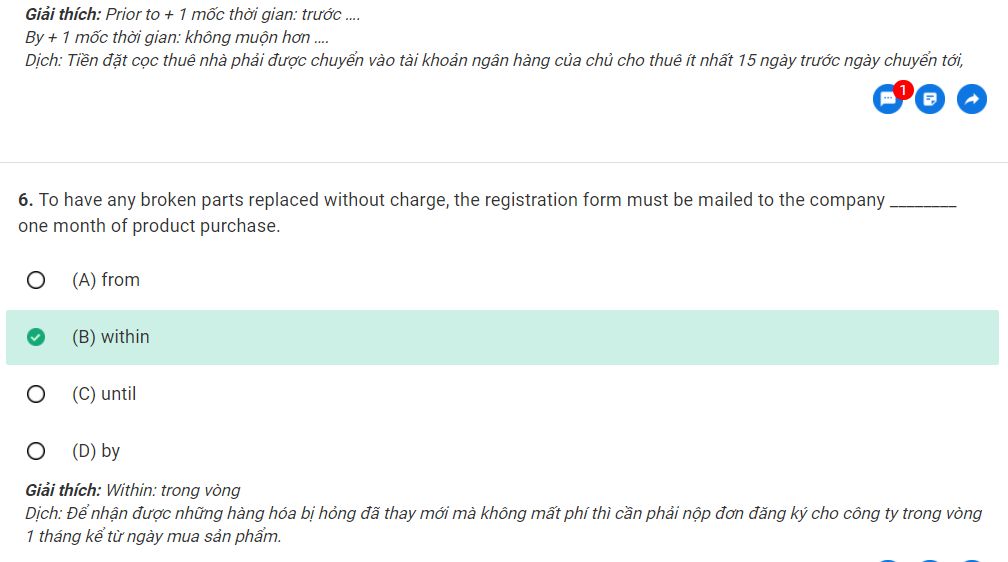 Giải thích: Prior to + 1 mốc thời gian: trước ....
By + 1 mốc thời gian: không muộn hơn ....
Dịch: Tiền đặt cọc thuê nhà phải được chuyển vào tài khoản ngân hàng của chủ cho thuê ít nhất 15 ngày trước ngày chuyển tới,
1
6. To have any broken parts replaced without charge, the registration form must be mailed to the company ________
one month of product purchase.
(A) from
(B) within
(C) until
(D) by
Giải thích: Within: trong vòng
Dịch: Để nhận được những hàng hóa bị hỏng đã thay mới mà không mất phí thì cần phải nộp đơn đăng ký cho công ty trong vòng
1 tháng kể từ ngày mua sản phẩm.